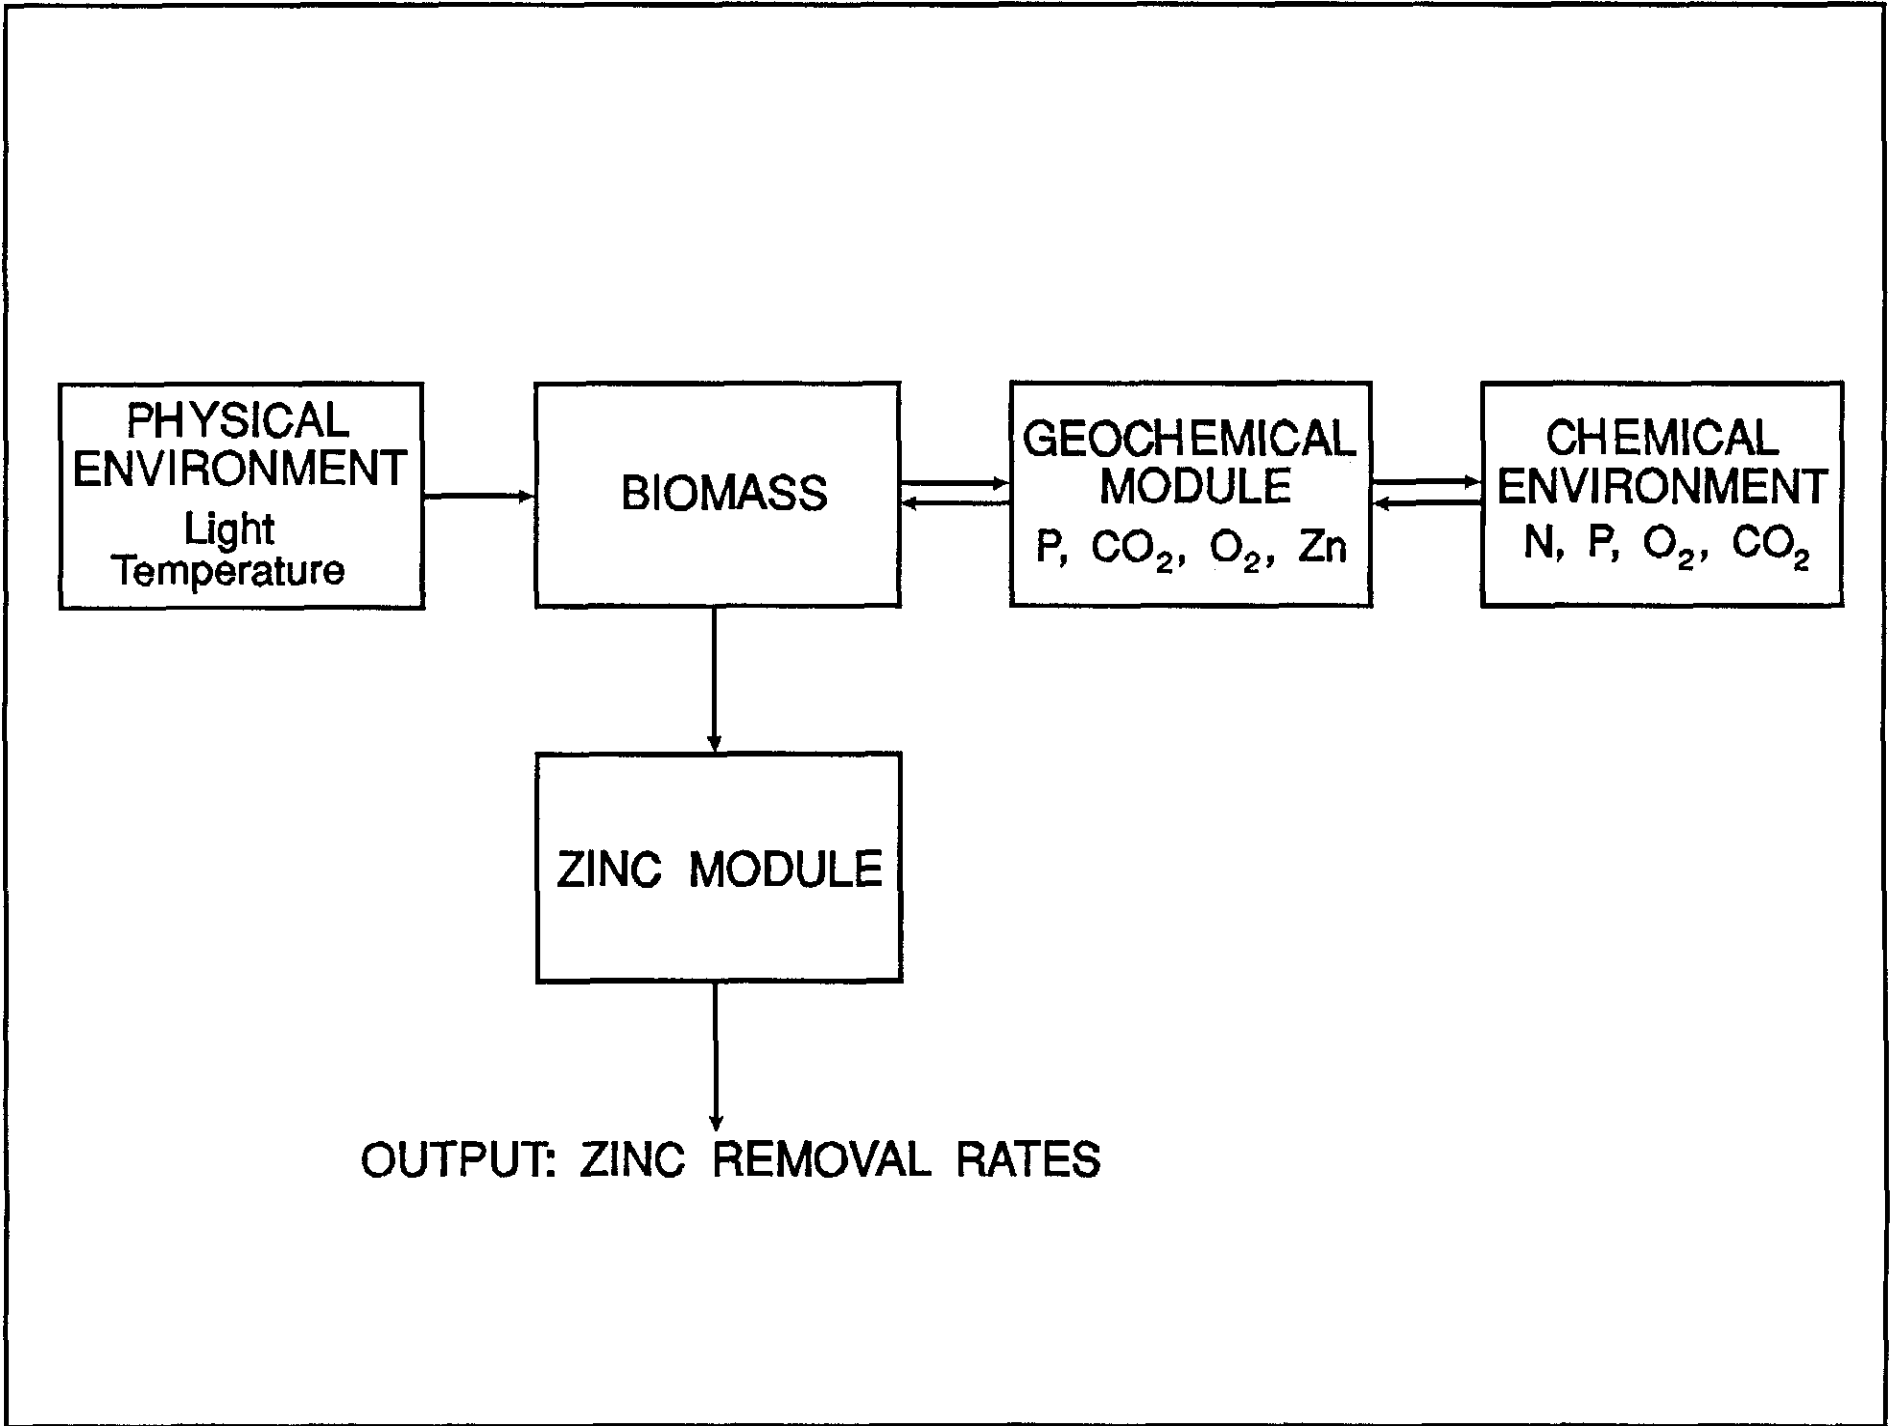 PHYSICAL
ENVIRONMENT
Light
Temperature
BIOMASS
GEOCHEMICAL
MODULE
P, CO₂, O₂, Zn
CHEMICAL
ENVIRONMENT
N, P, O₂, CO₂
ZINC MODULE
OUTPUT: ZINC REMOVAL RATES